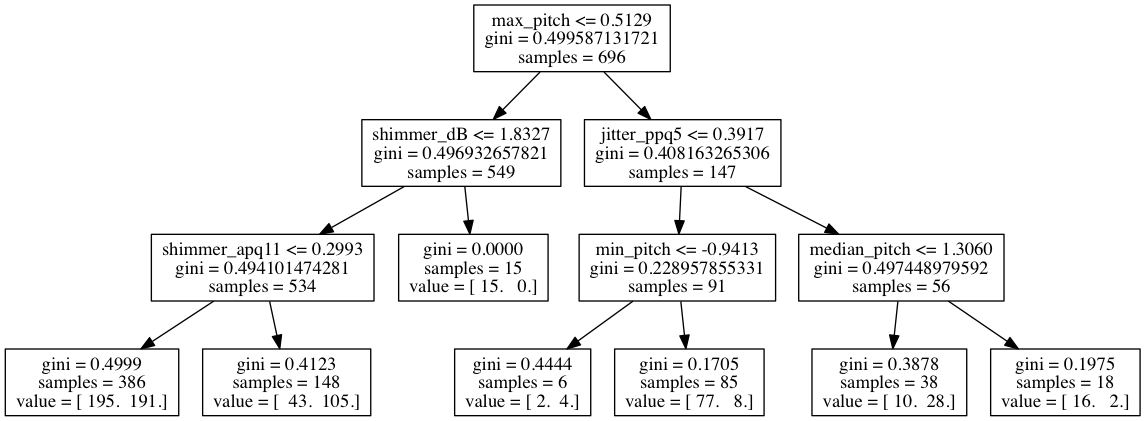 max_pitch <= 0.5129
gini = 0.499587131721
samples = 696
shimmer_dB <= 1.8327
gini = 0.496932657821
samples = 549
jitter_ppq5 <= 0.3917
gini = 0.408163265306
samples = 147
shimmer_apq11 <= 0.2993
gini = 0.494101474281
samples = 534
gini = 0.0000
samples = 15
value = [ 15.   0.]
min_pitch <= -0.9413
gini = 0.228957855331
samples = 91
median_pitch <= 1.3060
gini = 0.497448979592
samples = 56
gini = 0.4999
samples = 386
value = [ 195.  191.]
gini = 0.4123
samples = 148
value = [  43.  105.]
gini = 0.4444
samples = 6
value = [ 2.  4.]
gini = 0.1705
samples = 85
value = [ 77.   8.]
gini = 0.3878
samples = 38
value = [ 10.  28.]
gini = 0.1975
samples = 18
value = [ 16.   2.]